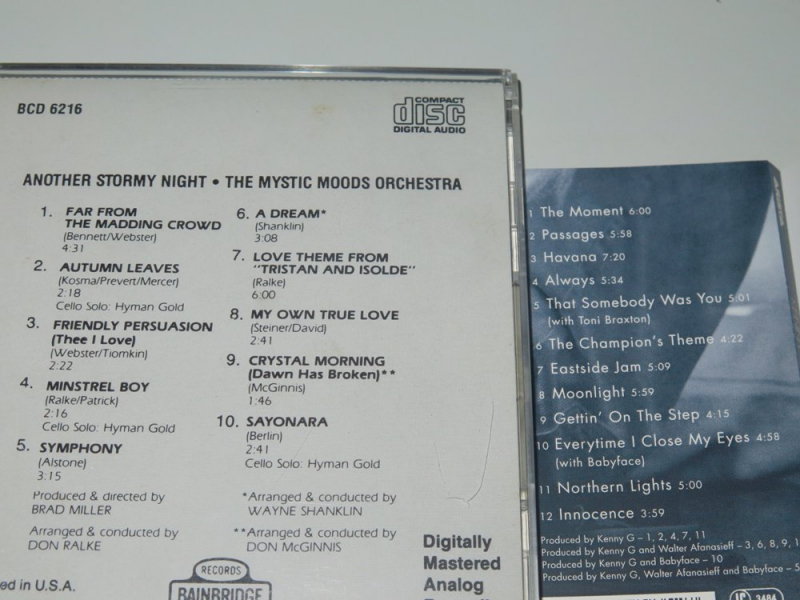 BCD 6216
COMPACT
disc
DIGITAL AUDIO
ANOTHER STORMY NIGHT • THE MYSTIC MOODS ORCHESTRA
1. FAR FROM
THE MADDING CROWD
(Bennett/Webster)
4:31
2. AUTUMN LEAVES
(Kosma/Prevert/Mercer)
2:18
Cello Solo: Hyman Gold
3. FRIENDLY PERSUASION
(Thee I Love)
(Webster/Tiomkin)
2:22
4. MINSTREL BOY
(Ralke/Patrick)
2:16
Cello Solo: Hyman Gold
5. SYMPHONY
(Alstone)
3:15
Produced & directed by
BRAD MILLER
Arranged & conducted by
DON RALKE
6. A DREAM*
(Shanklin)
3:08
7. LOVE THEME FROM
"TRISTAN AND ISOLDE"
(Ralke)
6:00
8. MY OWN TRUE LOVE
(Steiner/David)
2:41
9. CRYSTAL MORNING
(Dawn Has Broken)**
(McGinnis)
1:46
10. SAYONARA
(Berlin)
2:41
Cello Solo: Hyman Gold
*Arranged & conducted by
WAYNE SHANKLIN
**Arranged & conducted by
DON McGINNIS
ed in U.S.A.
RECORDS
BAINBRIDGE
Digitally
Mastered
Analog
1 The Moment 6:00
2 Passages 5:58
3 Havana 7:20
4 Always 5:34
5 That Somebody Was You 5:01
(with Toni Braxton)
6 The Champion's Theme 4:22
7 Eastside Jam 5:09
8 Moonlight 5:59
9 Gettin' On The Step 4:15
10 Everytime I Close My Eyes 4:58
(with Babyface)
11 Northern Lights 5:00
12 Innocence 3:59
Produced by Kenny G – 1, 2, 4, 7, 11
Produced by Kenny G and Walter Afanasieff – 3, 6, 8, 9, 1
Produced by Kenny G and Babyface – 10
Produced by Kenny G, Walter Afanasieff and Babyface – 5
3484